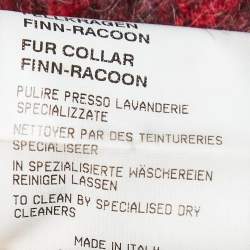 FELLKRAGEN
FINN-RACOON
FUR COLLAR
FINN-RACOON
PULIRE PRESSO LAVANDERIE
SPECIALIZZATE
NETTOYER PAR DES TEINTURERIES
SPECIALISEER
IN SPEZIALISIERTE WÄSCHEREIEN
REINIGEN LASSEN
TO CLEAN BY SPECIALISED DRY
CLEANERS
MADE IN ITALY